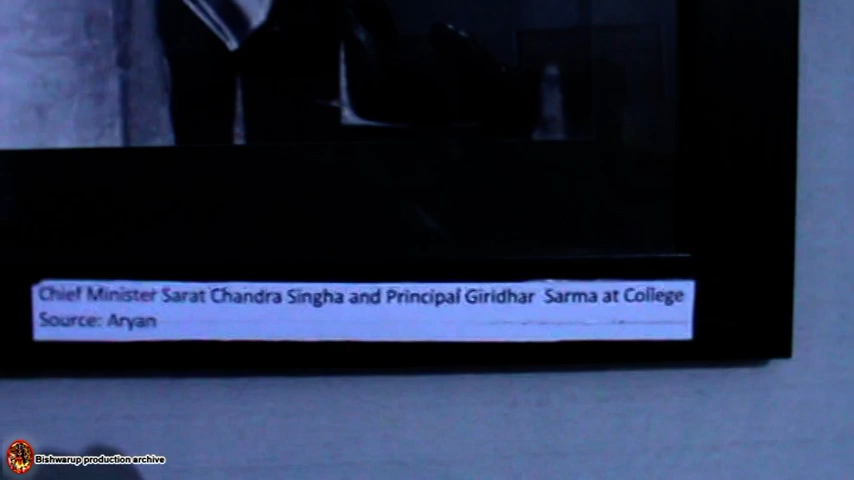 Chief Minister Sarat Chandra Singha and Principal Giridhar Sarma at College
Source: Aryan
Bishwarup production archive